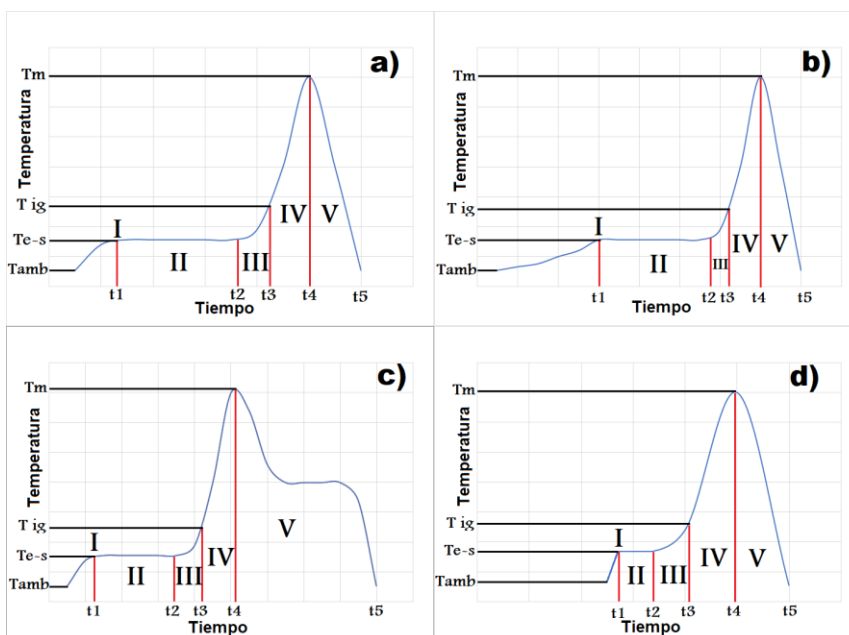 a)
Temperatura
Tm
T ig
Te-s
Tamb
I
II
III
IV
V
t1
t2
t3
t4
t5
Tiempo
b)
Temperatura
Tm
T ig
Te-s
Tamb
I
II
III
IV
V
t1
t2
t3
t4
t5
Tiempo
c)
Temperatura
Tm
T ig
Te-s
Tamb
I
II
III
IV
V
t1
t2
t3
t4
t5
Tiempo
d)
Temperatura
Tm
T ig
Te-s
Tamb
I
II
III
IV
V
t1
t2
t3
t4
t5
Tiempo